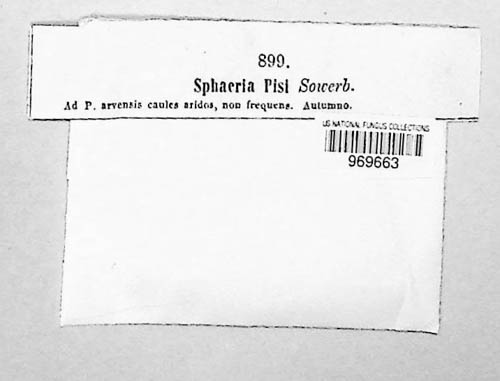 899.
Sphaeria Pisi Sowerb.
Ad P. arvensis caules aridos, non frequens. Autumno.
US NATIONAL FUNGUS COLLECTIONS
969663